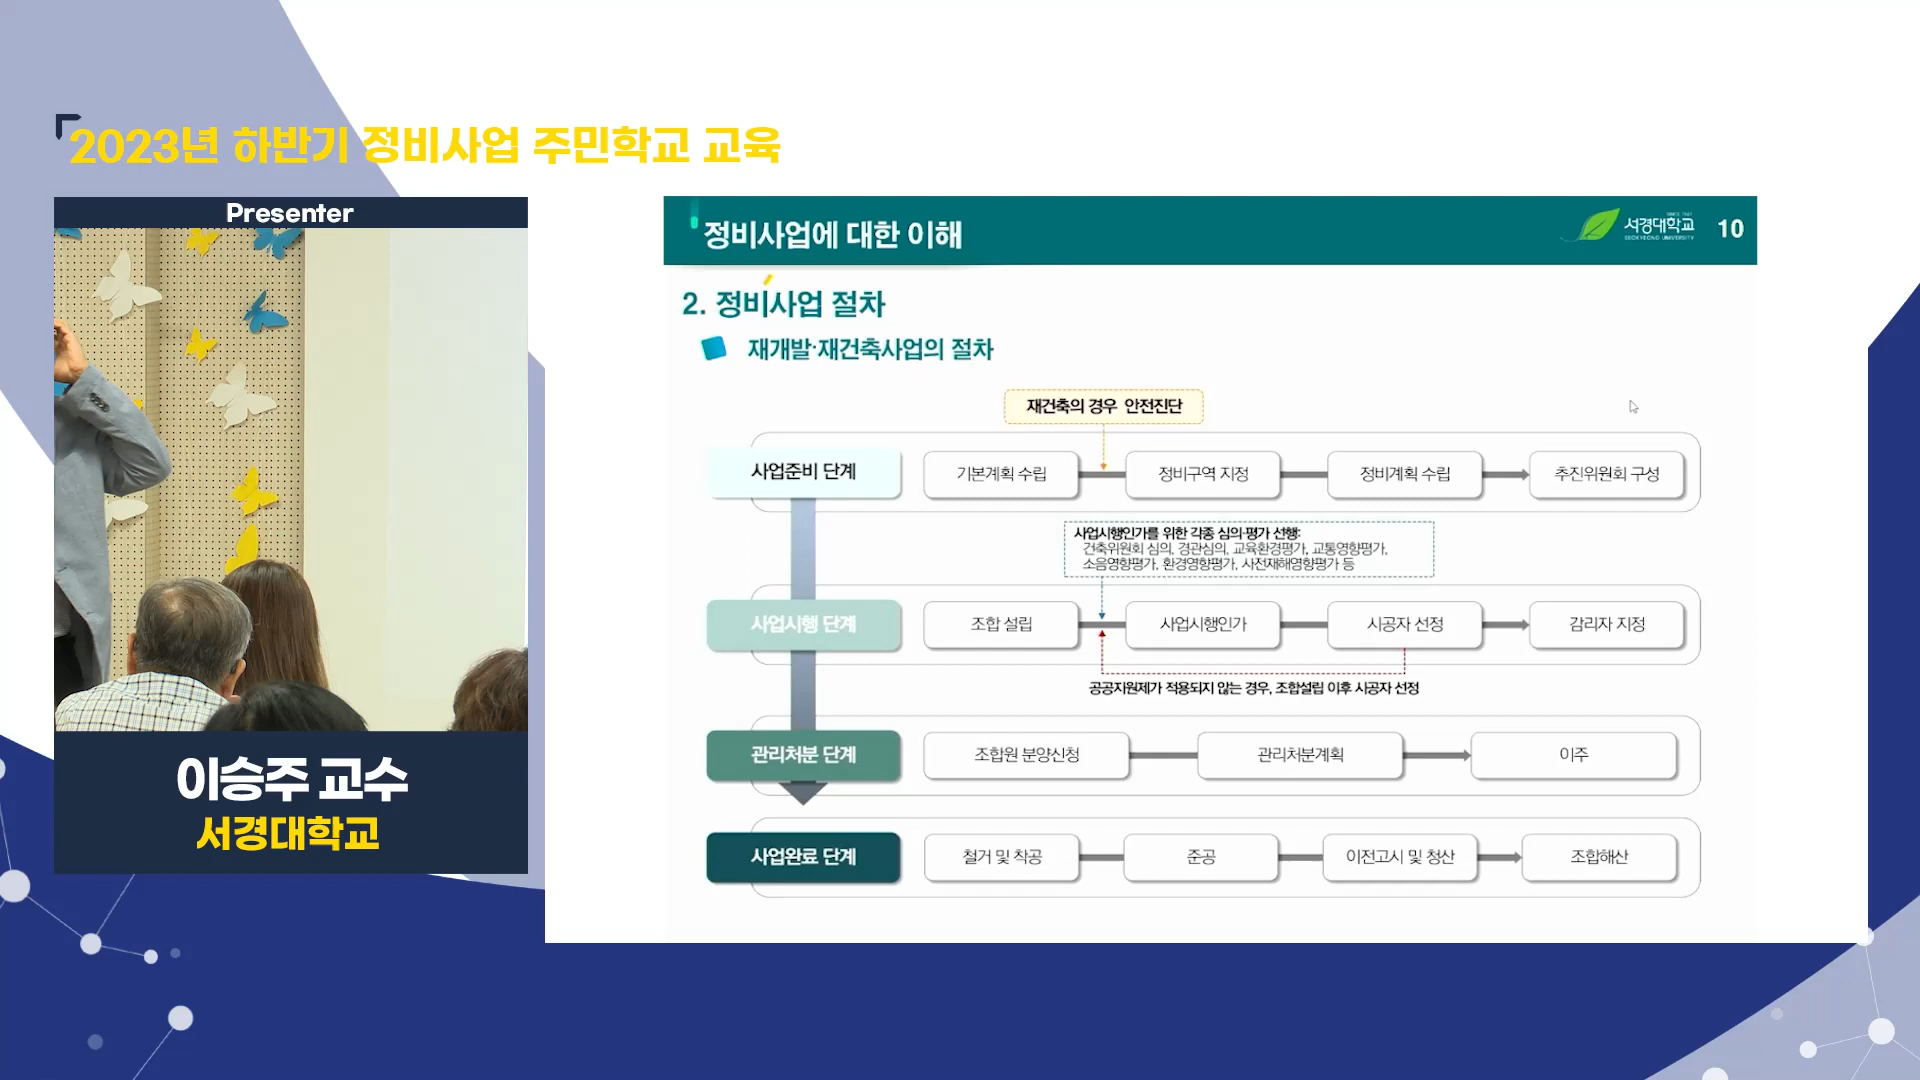 2023년 하반기 정비사업 주민학교 교육
Presenter
이승주 교수
서경대학교
정비사업에 대한 이해
SINCE 1947
서경대학교
SEOKYEONG UNIVERSITY
10
2. 정비사업 절차
재개발·재건축사업의 절차
재건축의 경우 안전진단
사업준비 단계
기본계획 수립
정비구역 지정
정비계획 수립
추진위원회 구성
사업시행인가를 위한 각종 심의·평가 선행:
건축위원회 심의, 경관심의, 교육환경평가, 교통영향평가,
소음영향평가, 환경영향평가, 사전재해영향평가 등
사업시행 단계
조합 설립
사업시행인가
시공자 선정
감리자 지정
공공지원제가 적용되지 않는 경우, 조합설립 이후 시공자 선정
관리처분 단계
조합원 분양신청
관리처분계획
이주
사업완료 단계
철거 및 착공
준공
이전고시 및 청산
조합해산